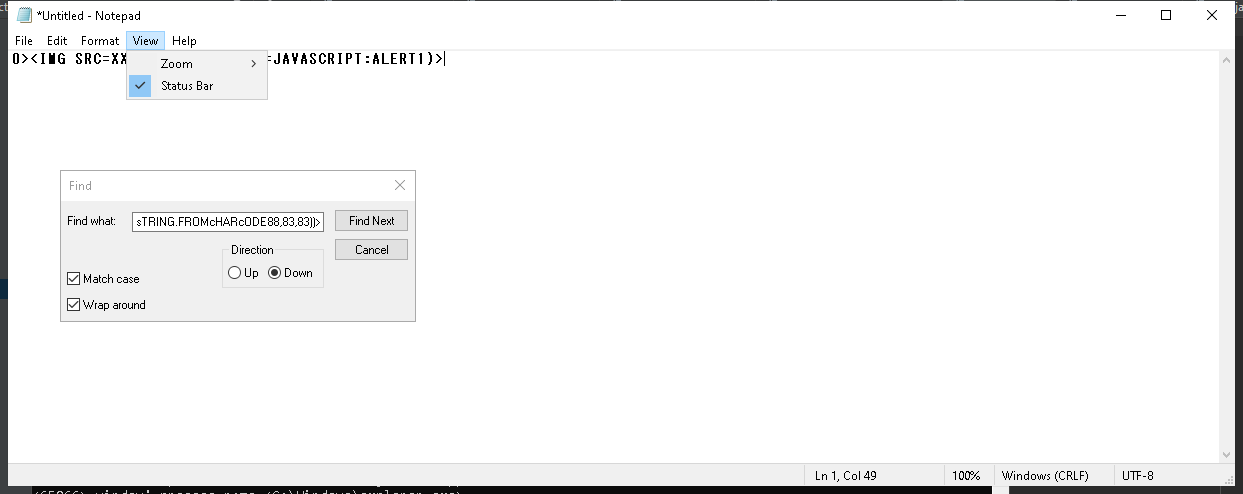 *Untitled - Notepad
File Edit Format View Help
0><IMG SRC=XX =JAVASCRIPT:ALERT1)>
Zoom
Status Bar
Find
Find what: sTRING.FROMcHARcODE88,83,83))> Find Next
Direction Cancel
Up Down
Match case
Wrap around
Ln 1, Col 49 100% Windows (CRLF) UTF-8